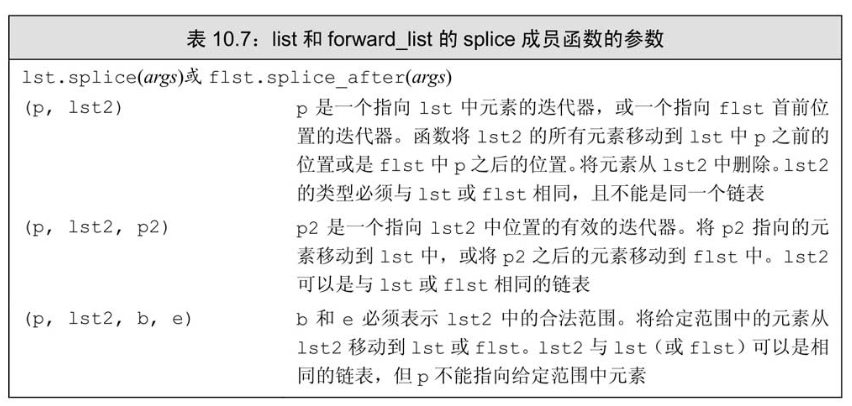 表 10.7：list 和 forward_list 的 splice 成员函数的参数
lst.splice(args)或 flst.splice_after(args)
(p, lst2) p 是一个指向 lst 中元素的迭代器，或一个指向 flst 首前位
置的迭代器。函数将 lst2 的所有元素移动到 lst 中 p 之前的
位置或是 flst 中 p 之后的位置。将元素从 lst2 中删除。lst2
的类型必须与 lst 或 flst 相同，且不能是同一个链表
(p, lst2, p2) p2 是一个指向 lst2 中位置的有效的迭代器。将 p2 指向的元
素移动到 lst 中，或将 p2 之后的元素移动到 flst 中。lst2
可以是与 lst 或 flst 相同的链表
(p, lst2, b, e) b 和 e 必须表示 lst2 中的合法范围。将给定范围中的元素从
lst2 移动到 lst 或 flst。lst2 与 lst（或 flst）可以是相
同的链表，但 p 不能指向给定范围中元素